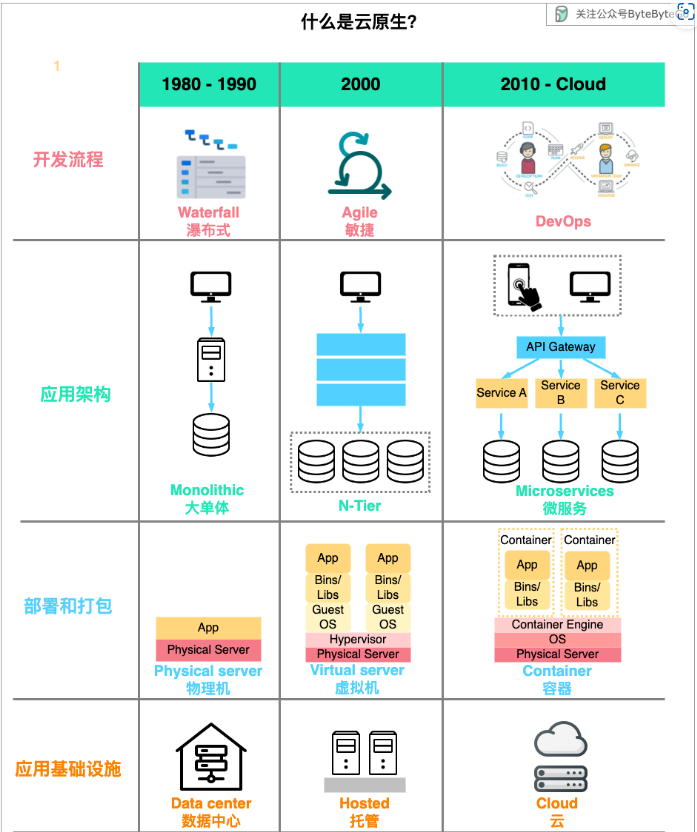 什么是云原生?
关注公众号ByteByte
1
1980 - 1990
2000
2010 - Cloud
开发流程
Waterfall
瀑布式
Agile
敏捷
DevOps
应用架构
API Gateway
Service A
Service
B
Service
C
Monolithic
大单体
N-Tier
Microservices
微服务
部署和打包
App
Physical Server
Physical server
物理机
App
App
Bins/
Libs
Bins/
Libs
Guest
OS
Guest
OS
Hypervisor
Physical Server
Virtual server
虚拟机
Container
Container
App
App
Bins/
Libs
Bins/
Libs
Container Engine
OS
Physical Server
Container
容器
应用基础设施
Data center
数据中心
Hosted
托管
Cloud
云